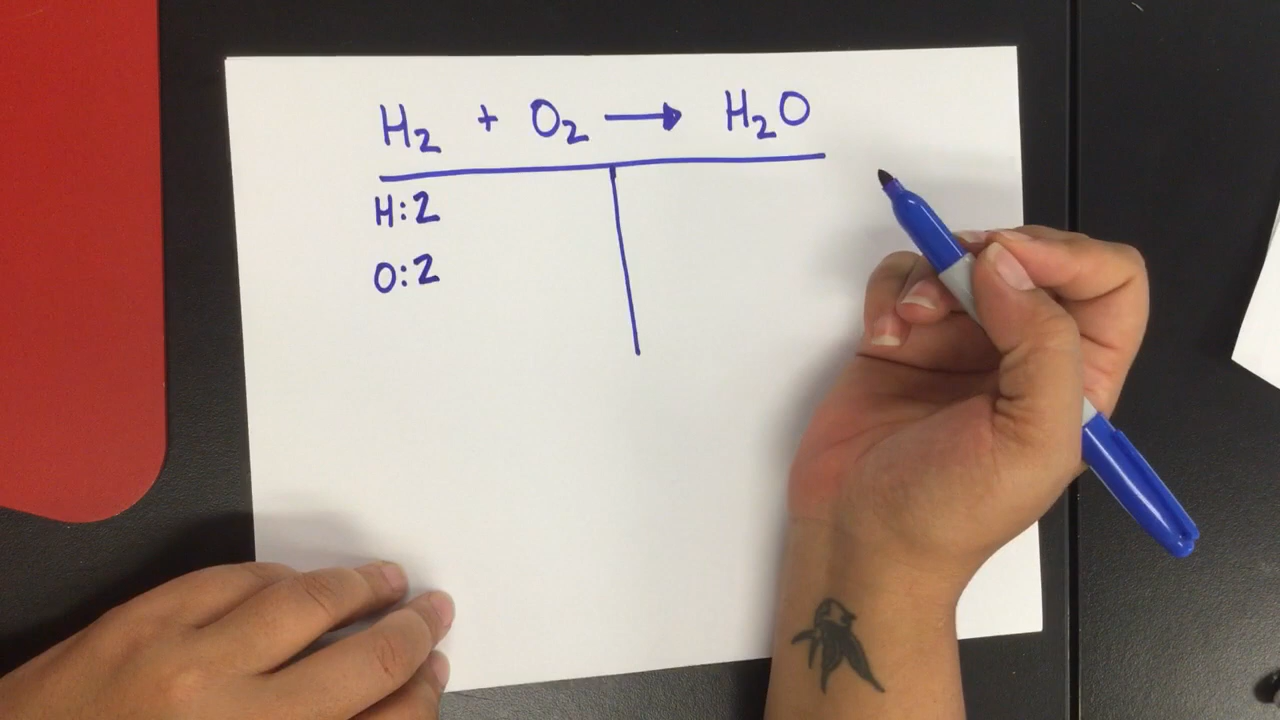 H₂ + O₂ → H₂O
H:2
O:2